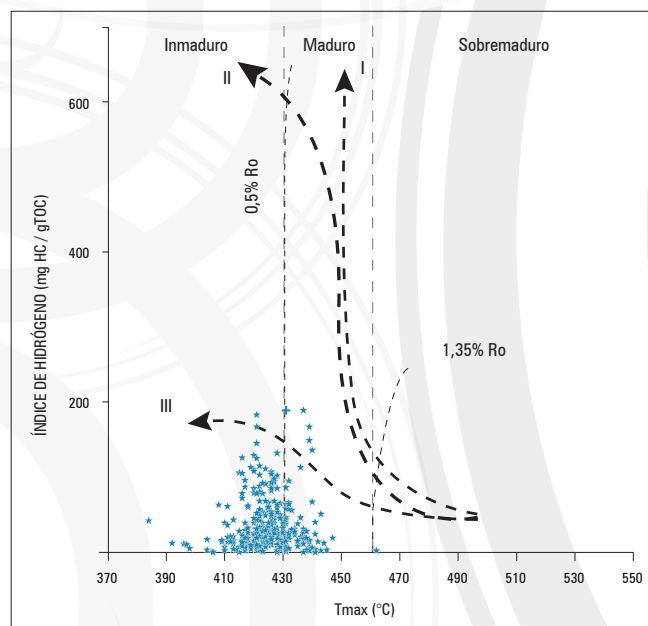 Inmaduro Maduro Sobremaduro
I
II
600
0,5% Ro
ÍNDICE DE HIDRÓGENO (mg HC / gTOC)
400
1,35% Ro
200
III
370 390 410 430 450 470 490 510 530 550
Tmax (°C)